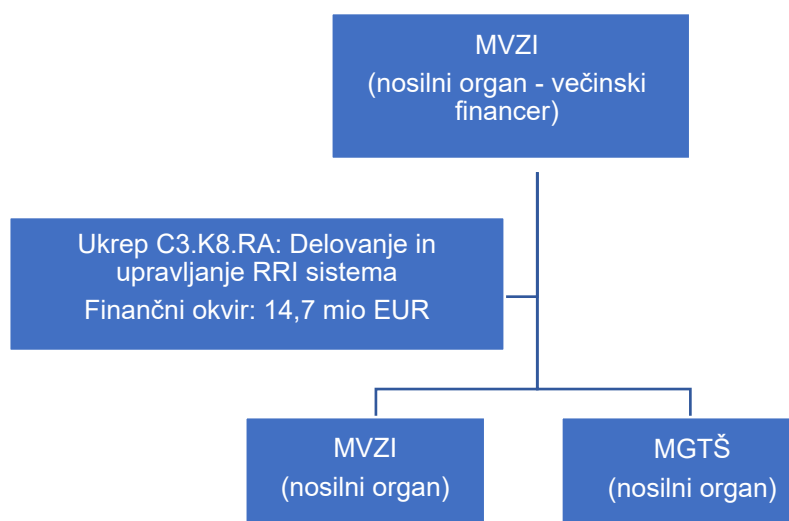 MVZI
(nosilni organ - večinski
financer)
Ukrep C3.K8.RA: Delovanje in
upravljanje RRI sistema
Finančni okvir: 14,7 mio EUR
MVZI
(nosilni organ)
MGTŠ
(nosilni organ)